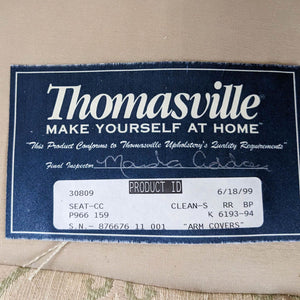 Thomasville®
MAKE YOURSELF AT HOME™
"This Product Conforms to Thomasville Upholstery's Quality Requirements"
Final Inspector
PRODUCT ID
30809 6/18/99
SEAT-CC CLEAN-S RR BP
P966 159 K 6193-94
S.N.- 876676 11 001 "ARM COVERS"